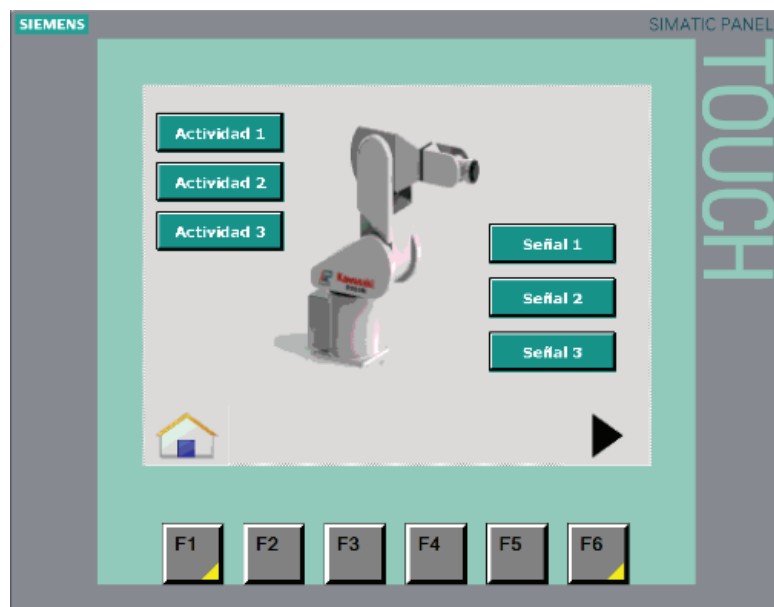 SIEMENS
SIMATIC PANEL
TOUCH
Actividad 1
Actividad 2
Actividad 3
Kawasaki
Señal 1
Señal 2
Señal 3
F1 F2 F3 F4 F5 F6